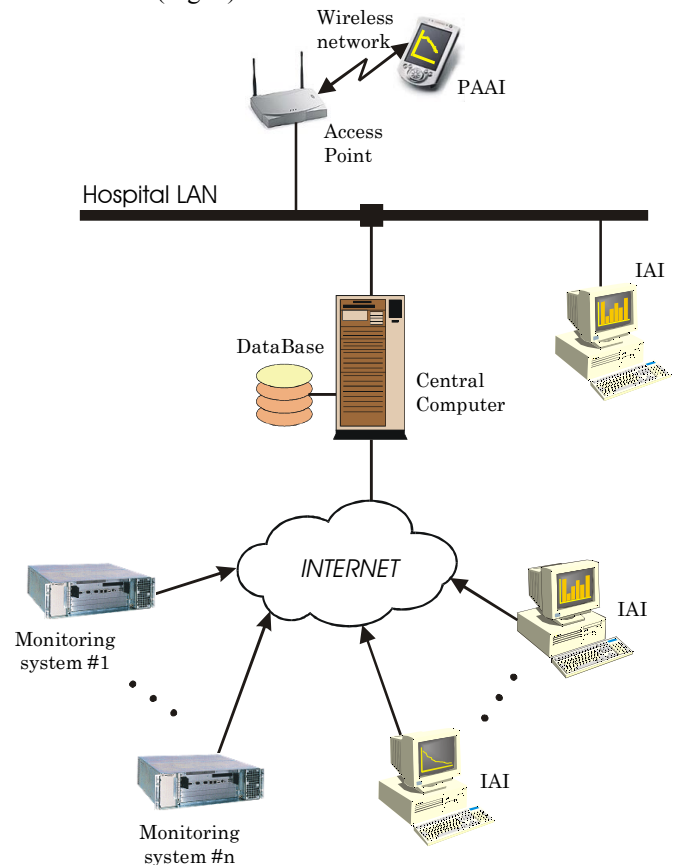 Wireless
network
PAAI
Access
Point
Hospital LAN
IAI
DataBase
Central
Computer
INTERNET
IAI
Monitoring
system #1
IAI
Monitoring
system #n